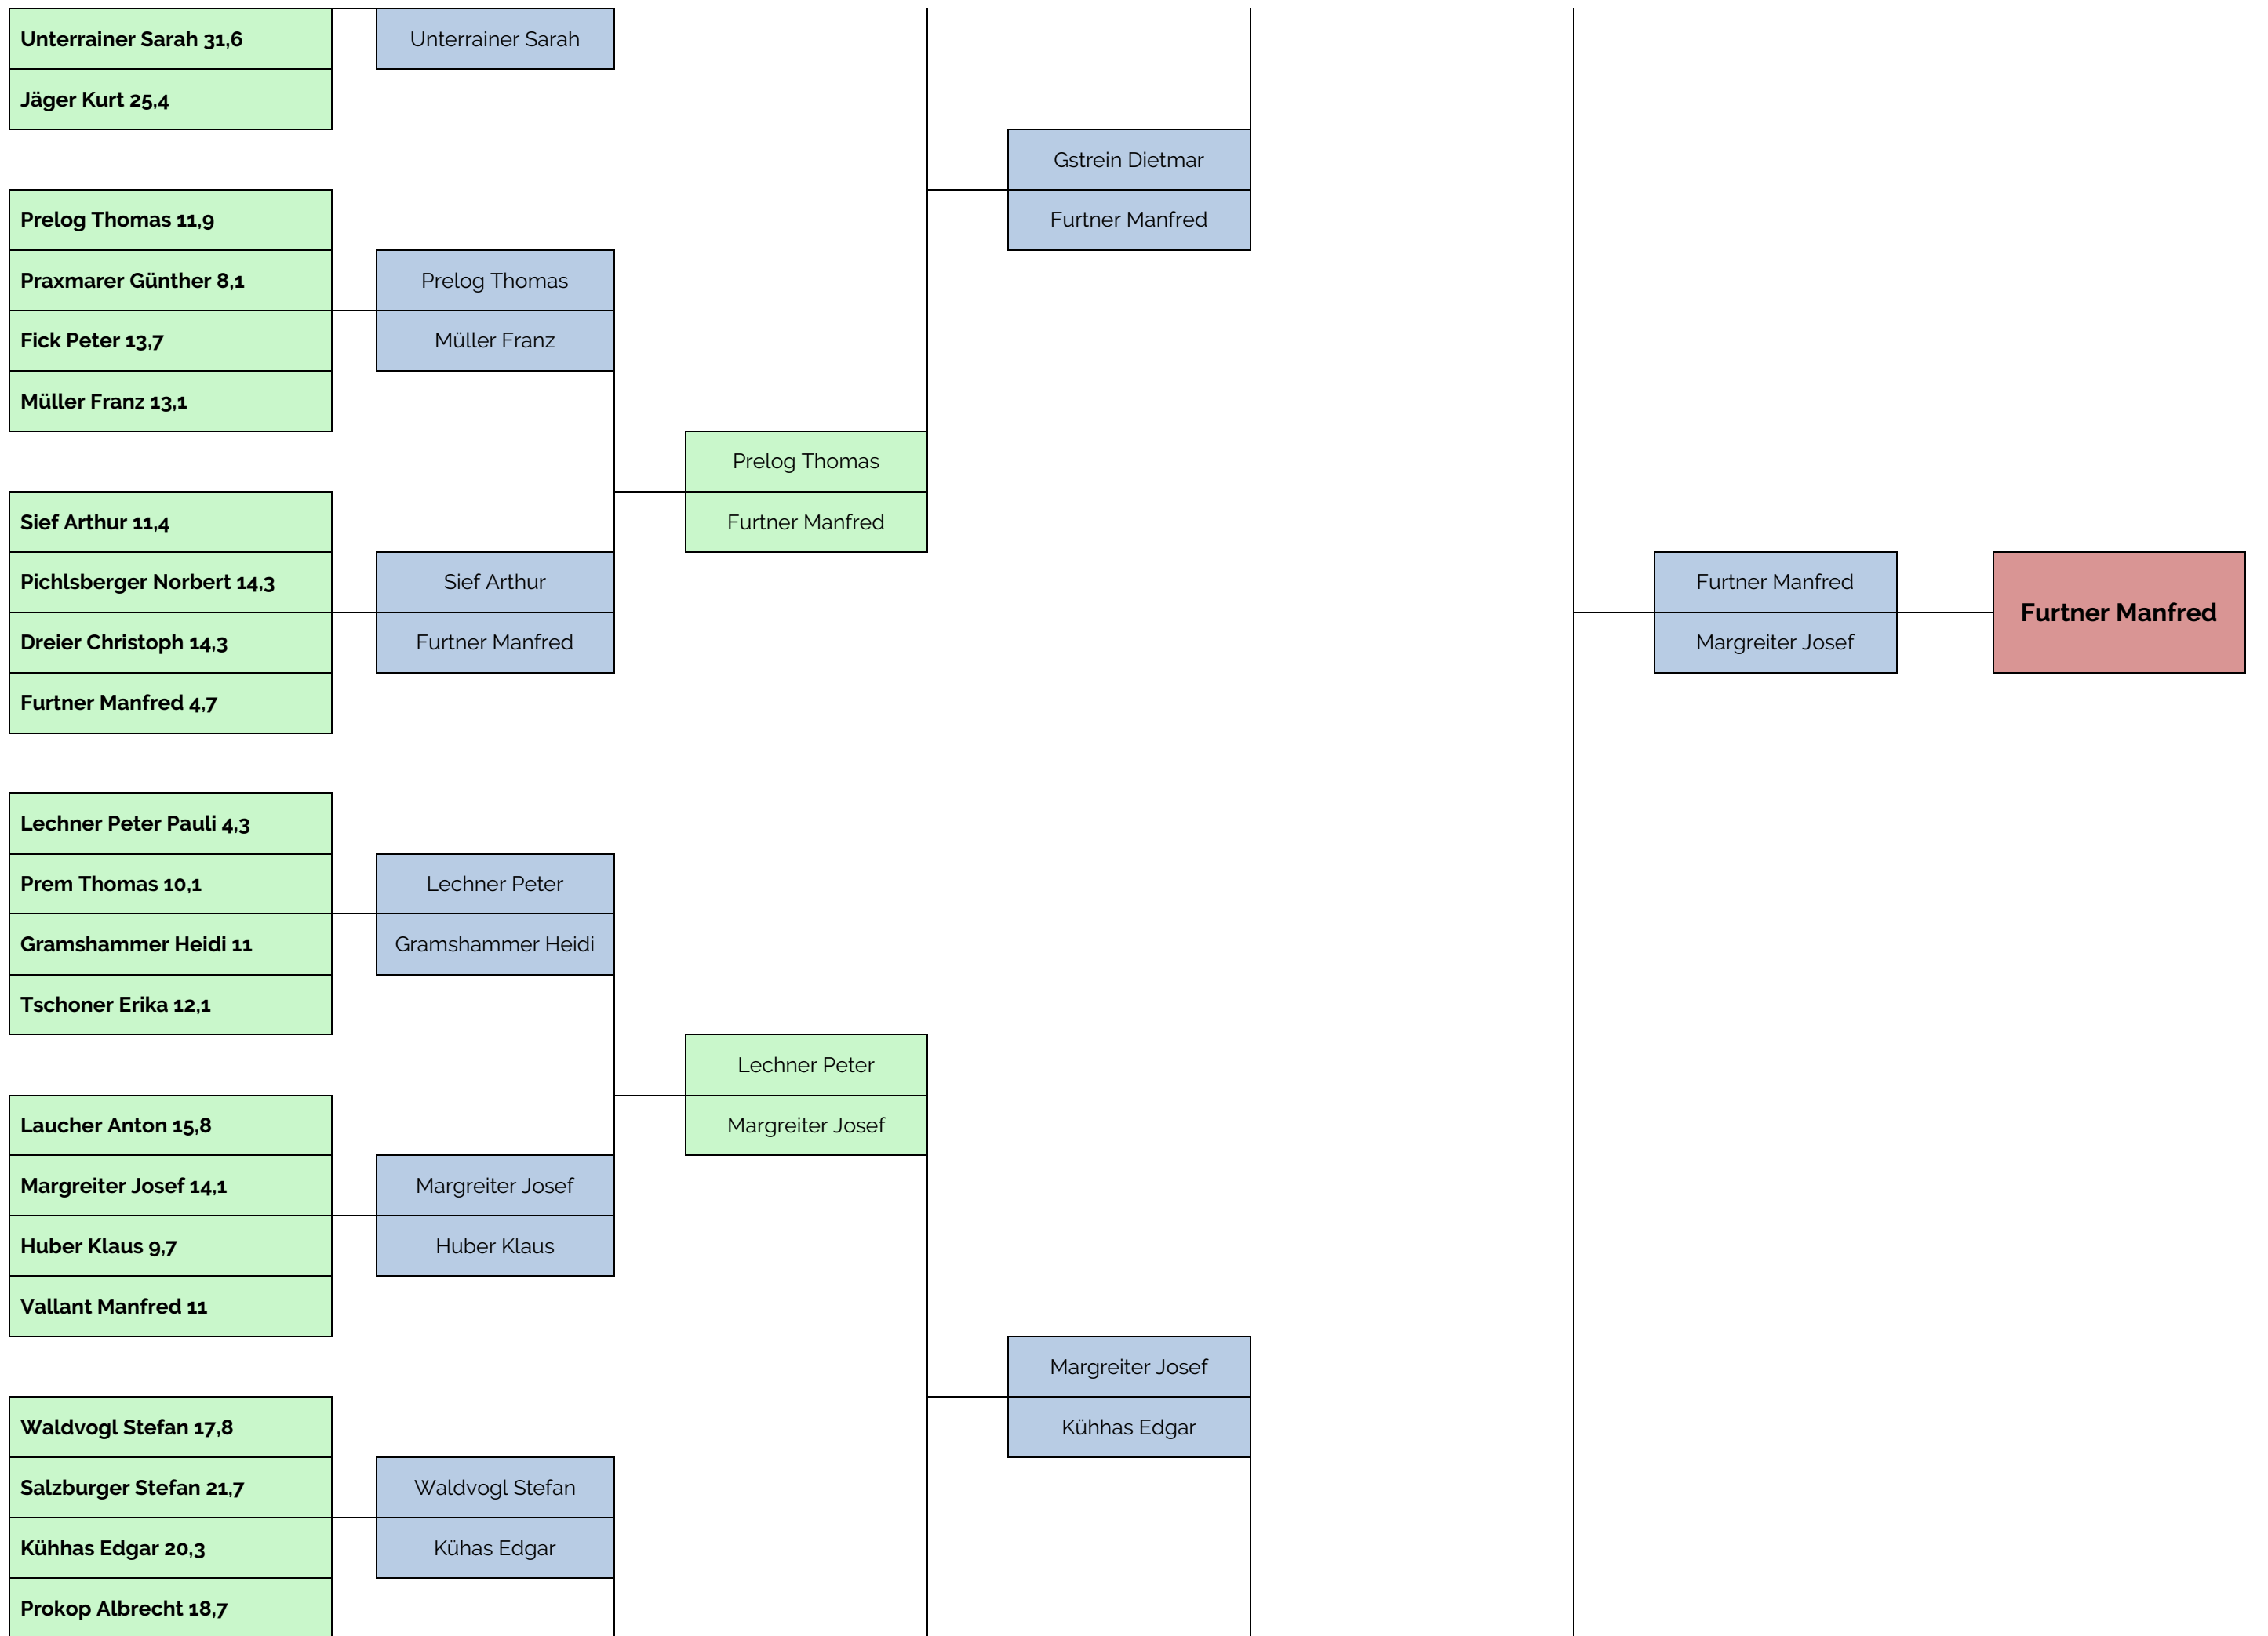 Unterrainer Sarah 31,6
Jäger Kurt 25,4
Prelog Thomas 11,9
Praxmarer Günther 8,1
Fick Peter 13,7
Müller Franz 13,1
Sief Arthur 11,4
Pichlsberger Norbert 14,3
Dreier Christoph 14,3
Furtner Manfred 4,7
Lechner Peter Pauli 4,3
Prem Thomas 10,1
Gramshammer Heidi 11
Tschoner Erika 12,1
Laucher Anton 15,8
Margreiter Josef 14,1
Huber Klaus 9,7
Vallant Manfred 11
Waldvogl Stefan 17,8
Salzburger Stefan 21,7
Kühhas Edgar 20,3
Prokop Albrecht 18,7
Unterrainer Sarah
Prelog Thomas
Müller Franz
Sief Arthur
Furtner Manfred
Lechner Peter
Gramshammer Heidi
Margreiter Josef
Huber Klaus
Waldvogl Stefan
Kühas Edgar
Prelog Thomas
Furtner Manfred
Lechner Peter
Margreiter Josef
Gstrein Dietmar
Furtner Manfred
Margreiter Josef
Kühhas Edgar
Furtner Manfred
Margreiter Josef
Furtner Manfred